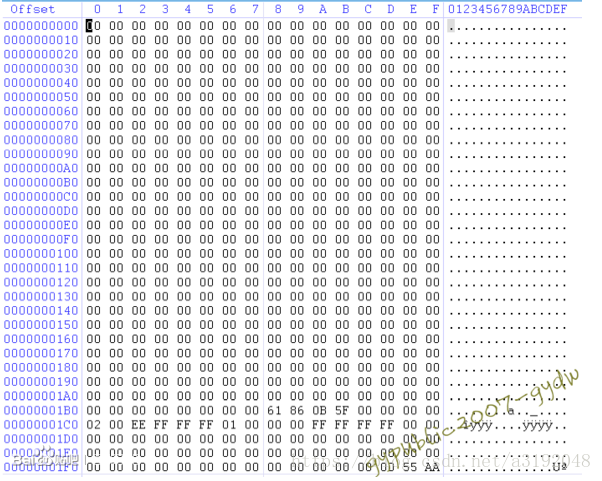 Offset 0 1 2 3 4 5 6 7 8 9 A B C D E F 0123456789ABCDEF
0000000000 00 00 00 00 00 00 00 00 00 00 00 00 00 00 00 00 ................
0000000010 00 00 00 00 00 00 00 00 00 00 00 00 00 00 00 00 ................
0000000020 00 00 00 00 00 00 00 00 00 00 00 00 00 00 00 00 ................
0000000030 00 00 00 00 00 00 00 00 00 00 00 00 00 00 00 00 ................
0000000040 00 00 00 00 00 00 00 00 00 00 00 00 00 00 00 00 ................
0000000050 00 00 00 00 00 00 00 00 00 00 00 00 00 00 00 00 ................
0000000060 00 00 00 00 00 00 00 00 00 00 00 00 00 00 00 00 ................
0000000070 00 00 00 00 00 00 00 00 00 00 00 00 00 00 00 00 ................
0000000080 00 00 00 00 00 00 00 00 00 00 00 00 00 00 00 00 ................
0000000090 00 00 00 00 00 00 00 00 00 00 00 00 00 00 00 00 ................
00000000A0 00 00 00 00 00 00 00 00 00 00 00 00 00 00 00 00 ................
00000000B0 00 00 00 00 00 00 00 00 00 00 00 00 00 00 00 00 ................
00000000C0 00 00 00 00 00 00 00 00 00 00 00 00 00 00 00 00 ................
00000000D0 00 00 00 00 00 00 00 00 00 00 00 00 00 00 00 00 ................
00000000E0 00 00 00 00 00 00 00 00 00 00 00 00 00 00 00 00 ................
00000000F0 00 00 00 00 00 00 00 00 00 00 00 00 00 00 00 00 ................
0000000100 00 00 00 00 00 00 00 00 00 00 00 00 00 00 00 00 ................
0000000110 00 00 00 00 00 00 00 00 00 00 00 00 00 00 00 00 ................
0000000120 00 00 00 00 00 00 00 00 00 00 00 00 00 00 00 00 ................
0000000130 00 00 00 00 00 00 00 00 00 00 00 00 00 00 00 00 ................
0000000140 00 00 00 00 00 00 00 00 00 00 00 00 00 00 00 00 ................
0000000150 00 00 00 00 00 00 00 00 00 00 00 00 00 00 00 00 ................
0000000160 00 00 00 00 00 00 00 00 00 00 00 00 00 00 00 00 ................
0000000170 00 00 00 00 00 00 00 00 00 00 00 00 00 00 00 00 ................
0000000180 00 00 00 00 00 00 00 00 00 00 00 00 00 00 00 00 ................
0000000190 00 00 00 00 00 00 00 00 00 00 00 00 00 00 00 00 ................
00000001A0 00 00 00 00 00 00 00 00 00 00 00 00 00 00 00 00
00000001B0 00 00 00 00 00 00 00 00 61 86 0B 5F 00 00 00 00
00000001C0 02 00 EE FF FF FF 01 00 00 00 FF FF FF FF
00000001D0 00 00 00 00 00 00 00 00 00 00 00 00 00
00000001E0 00 00 00 00 00 00 00 00 00 00 00 00
00000001F0 00 00 00 00 00 00 00 00 00 00 00 55 AA
gypublic2007-gydw